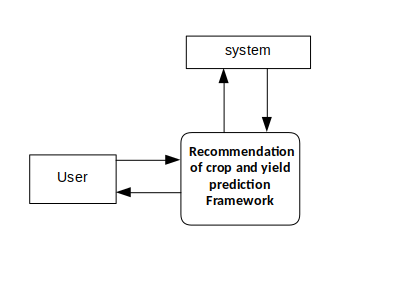 system
Recommendation
of crop and yield
prediction
Framework
User